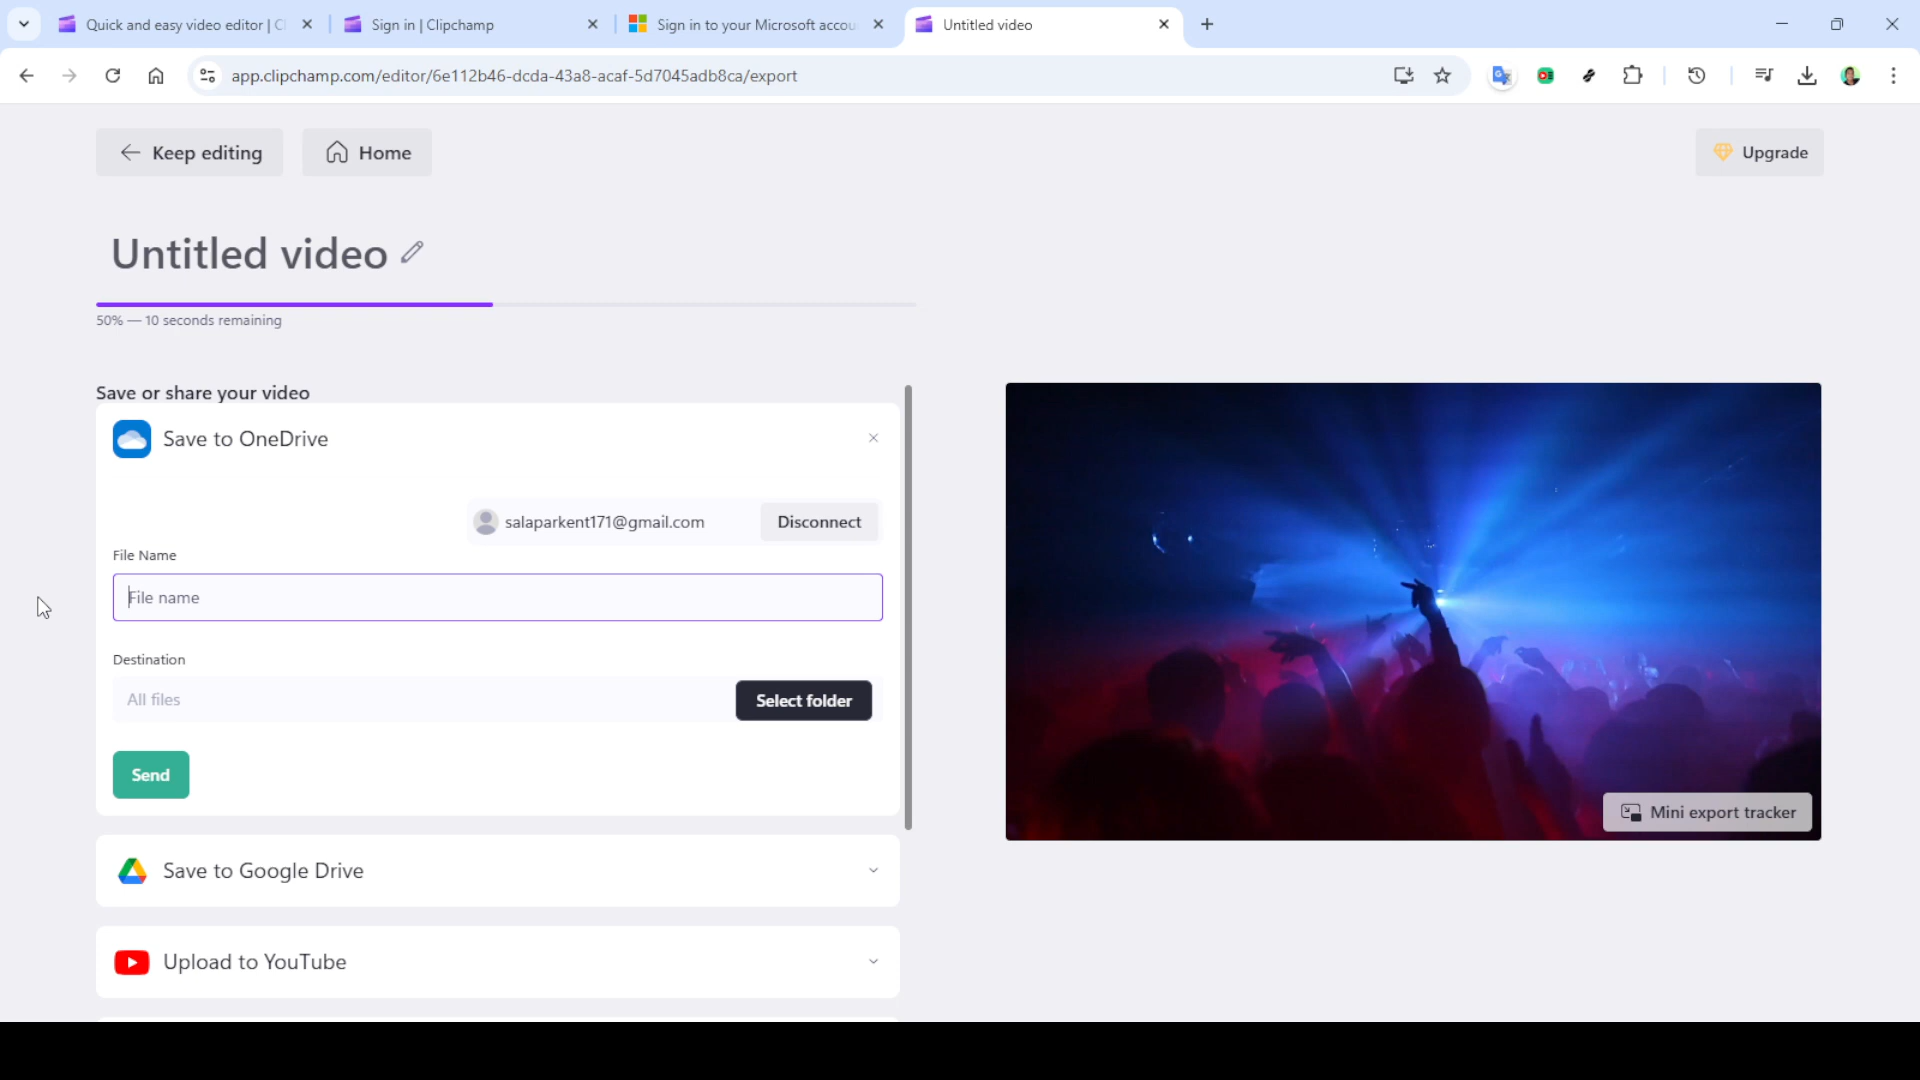 Quick and easy video editor | Cl
Sign in | Clipchamp
Sign in to your Microsoft accou
Untitled video
app.clipchamp.com/editor/6e112b46-dcda-43a8-acaf-5d7045adb8ca/export
Keep editing
Home
Upgrade
Untitled video
50% — 10 seconds remaining
Save or share your video
Save to OneDrive
salaparkent171@gmail.com
Disconnect
File Name
File name
Destination
All files
Select folder
Send
Save to Google Drive
Upload to YouTube
Mini export tracker